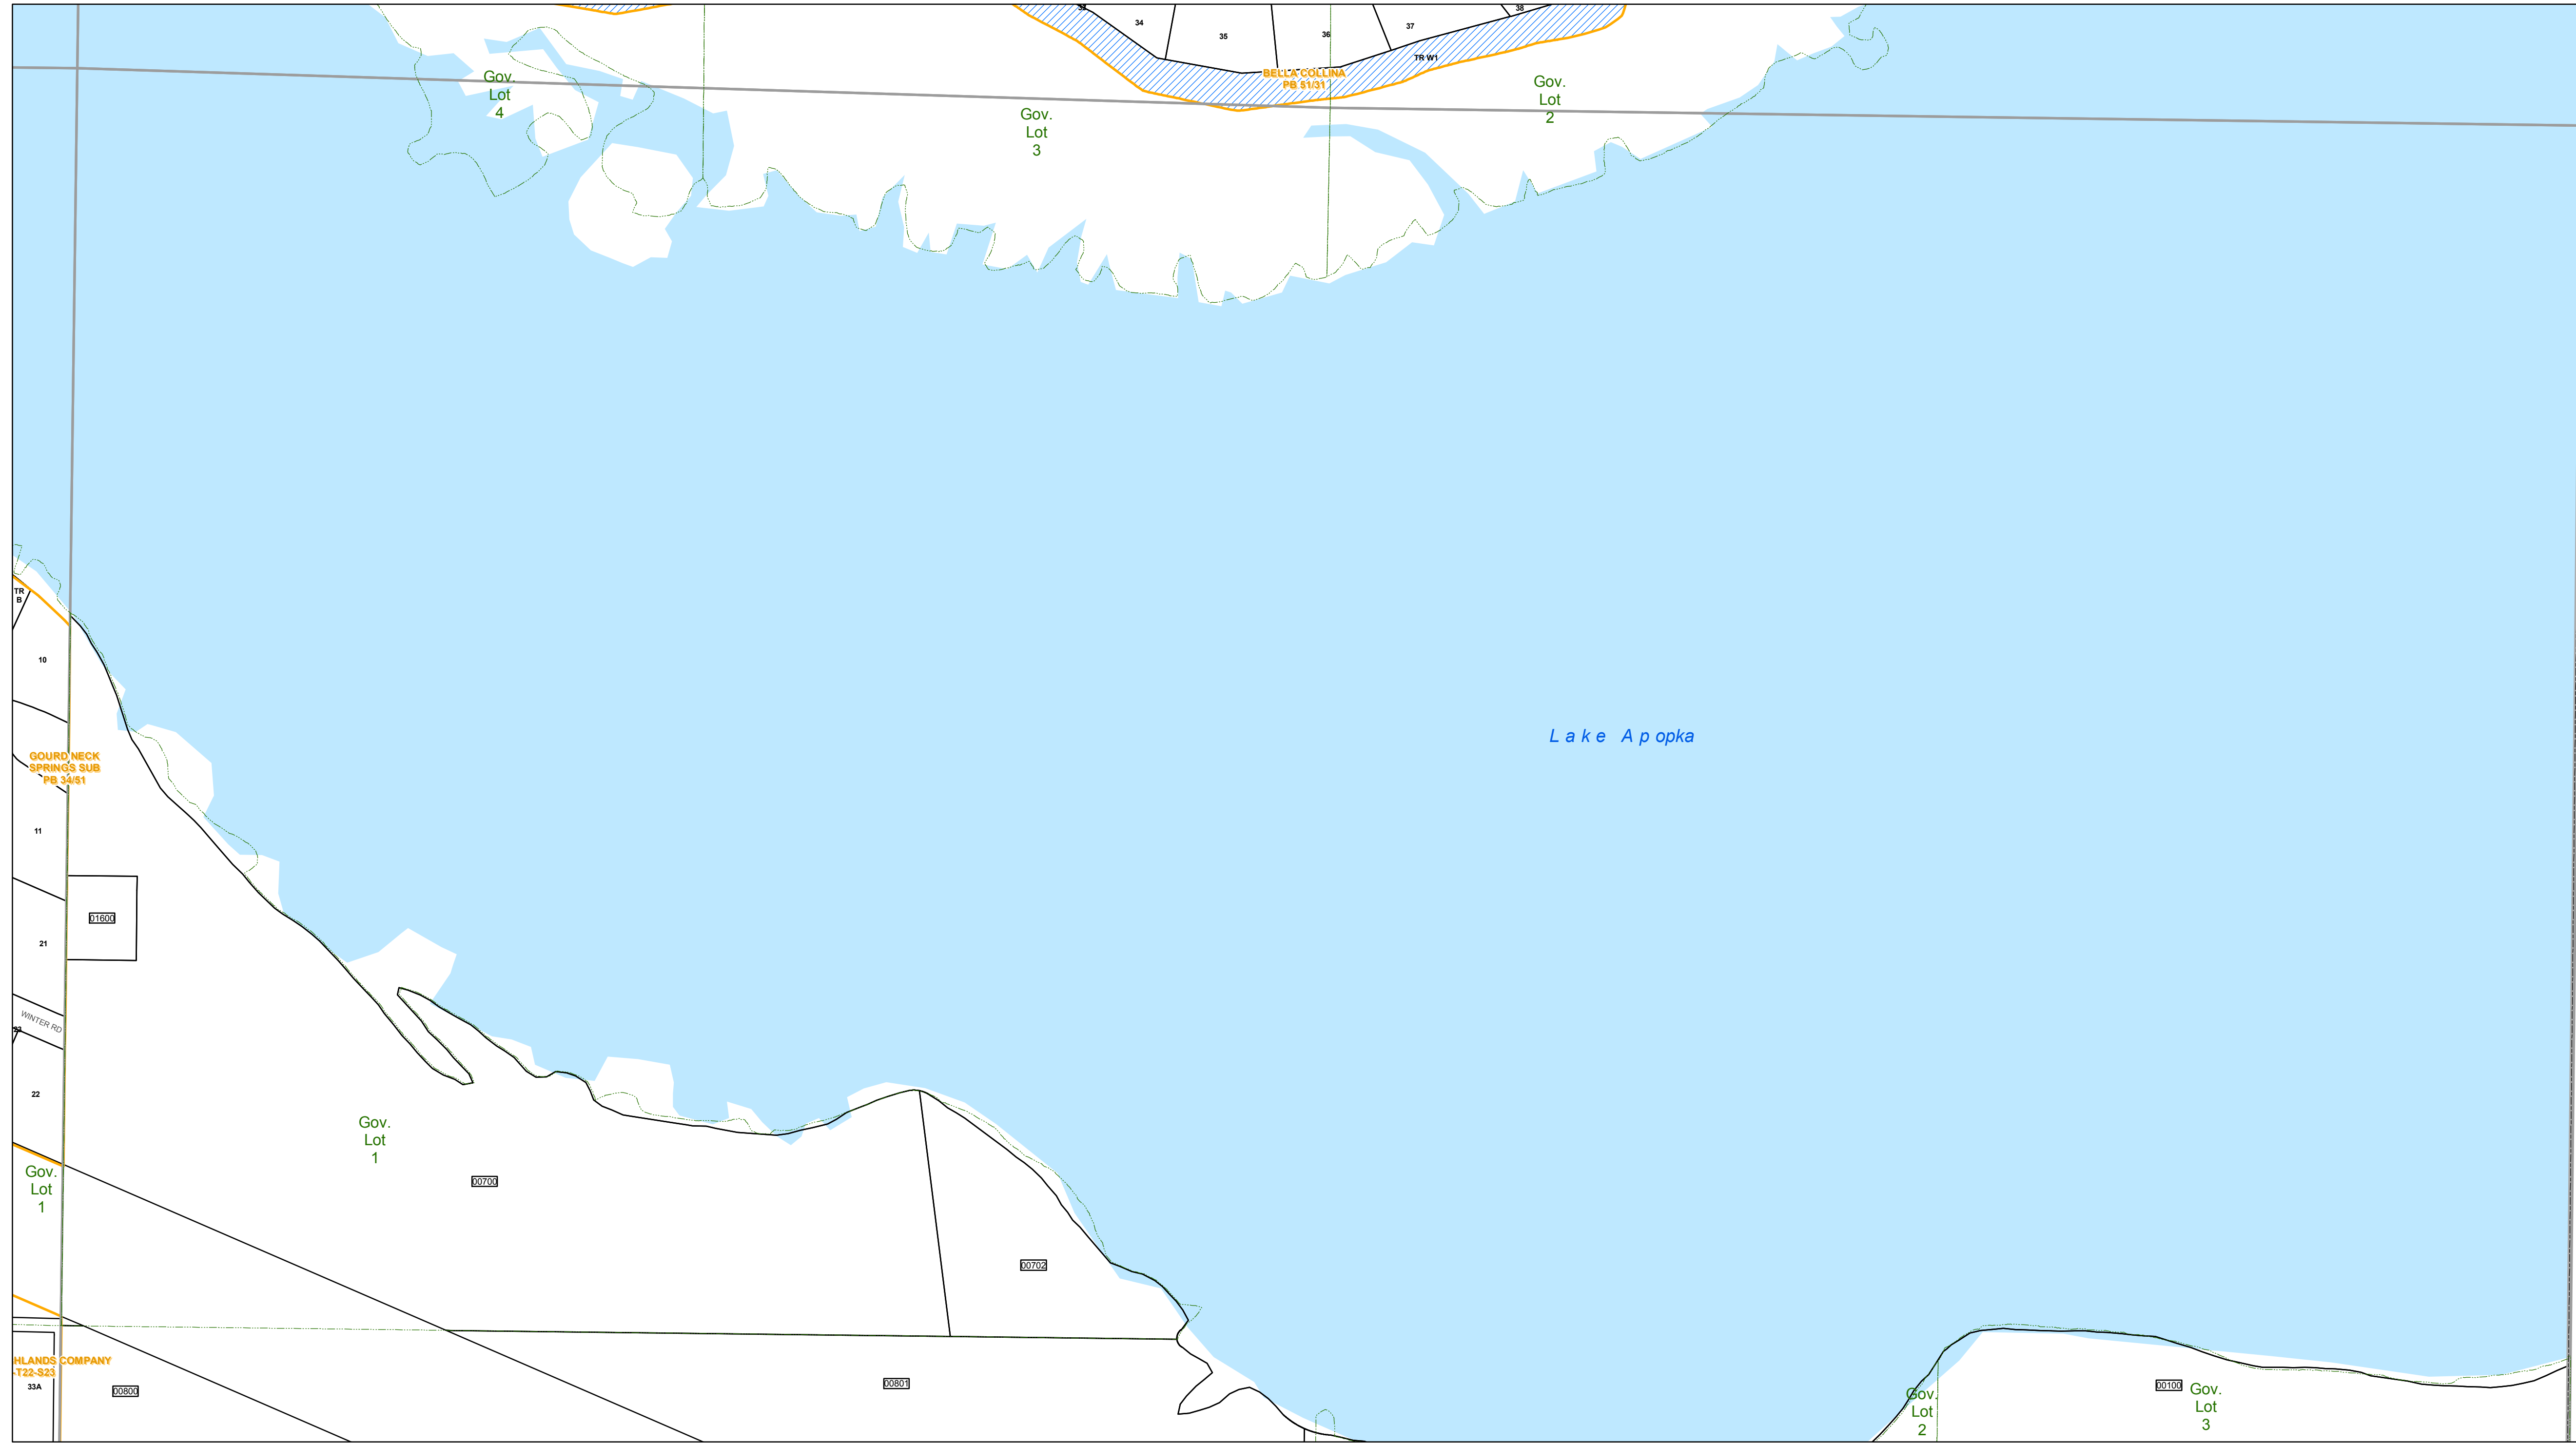 33
34
35
36
37
38
TR W1
BELLA COLLINA
PB 51/31
Gov.
Lot
4
Gov.
Lot
3
Gov.
Lot
2
TR
B
10
GOURD NECK
SPRINGS SUB
PB 34/51
11
01600
21
WINTER RD
23
22
Lake Apopka
Gov.
Lot
1
Gov.
Lot
1
00700
00702
HLANDS COMPANY
-T22-S23
33A
00800
00801
Gov.
Lot
2
00100
Gov.
Lot
3